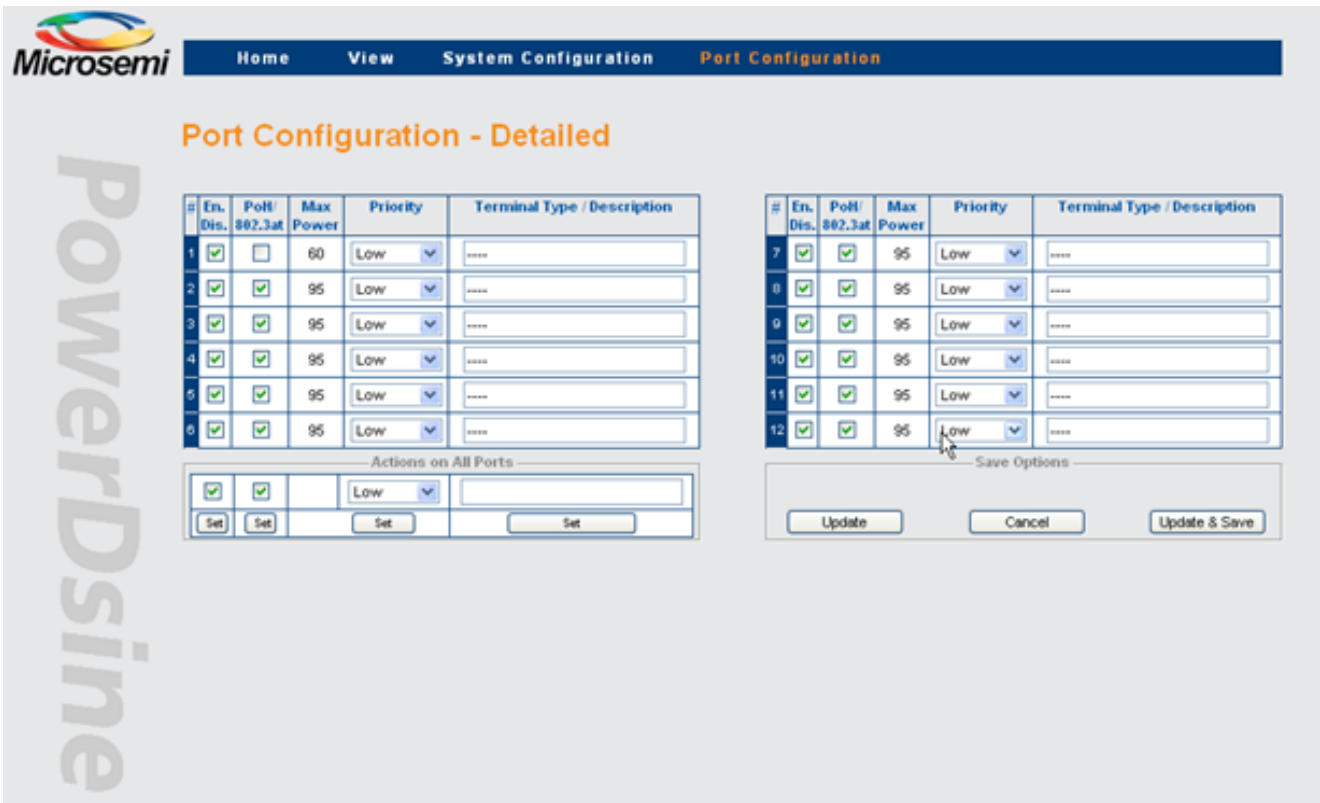 Microsemi
Home View System Configuration Port Configuration
PowerDsine
Port Configuration - Detailed
# En. Dis. PoH/ 802.3at Max Power Priority Terminal Type / Description
1 60 Low ----
2 95 Low ----
3 95 Low ----
4 95 Low ----
5 95 Low ----
6 95 Low ----
Actions on All Ports
Low
Set Set Set Set
# En. Dis. PoH/ 802.3at Max Power Priority Terminal Type / Description
7 95 Low ----
8 95 Low ----
9 95 Low ----
10 95 Low ----
11 95 Low ----
12 95 Low ----
Save Options
Update Cancel Update & Save